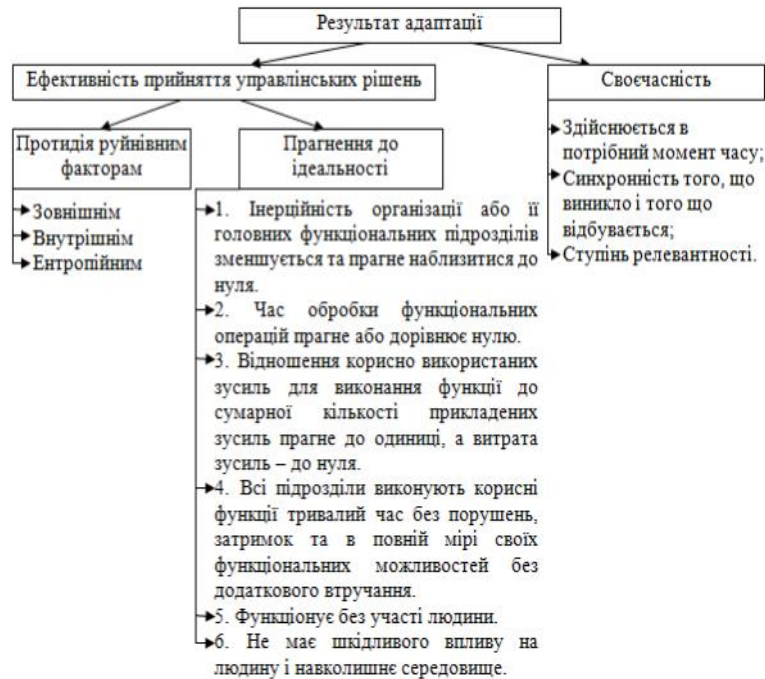 Результат адаптації
Ефективність прийняття управлінських рішень
Своєчасність
Протидія руйнівним
факторам
Прагнення до
ідеальності
Здійснюється в
потрібний момент часу;
Синхронність того, що
виникло і того що
відбувається;
Ступінь релевантності.
Зовнішнім
Внутрішнім
Ентропійним
1. Інерційність організації або її
головних функціональних підрозділів
зменшується та прагне наблизитися до
нуля.
2. Час обробки функціональних
операцій прагне або дорівнює нулю.
3. Відношення корисно використаних
зусиль для виконання функції до
сумарної кількості прикладених
зусиль прагне до одиниці, а витрата
зусиль – до нуля.
4. Всі підрозділи виконують корисні
функції тривалий час без порушень,
затримок та в повній мірі своїх
функціональних можливостей без
додаткового втручання.
5. Функціонує без участі людини.
6. Не має шкідливого впливу на
людину і навколишнє середовище.